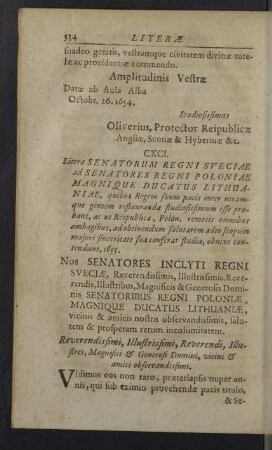 534 LITERÆ
suadeo geratis, vestramque civitatem divinæ tute-
læ ac providentiæ commendo.
Amplitudinis Vestræ
Datæ ab Aula Alba
Octobr. 26. 1654.
Studiosissimus
Oliverius, Protector Reipublicæ
Angliæ, Scotiæ & Hyberniæ &c.
CXCI.
Literæ SENATORUM REGNI SVECIAE
ad SENATORES REGNI POLONIAE
MAGNIQUE DUCATUS LITHUA-
NIAE, quibus Regem suum pacis inter utram-
que gentem restaurandæ studiosissimum esse pro-
bant, ac ut Respublica, Polon. remotis omnibus
ambagibus, ad obtinendum salutarem adeo scopum
majori sinceritate sua conferat studia, obnixe con-
tendunt, 1655.
Nos SENATORES INCLYTI REGNI
SVECIÆ, Reverendissimis, Illustrissimis, Reve-
rendis, Illustribus, Magnificis & Generosis Domi-
nis SENATORIBUS REGNI POLONIÆ,
MAGNIQUE DUCATUS LITHUANIÆ,
vicinis & amicis nostris observandissimis, salu-
tem & prosperam rerum incolumitatem.
Reverendissimi, Illustrissimi, Reverendi, Illu-
stres, Magnifici & Generosi Domini, vicini &
amici observandissimi.
Vidimus eos non raro, præterlapsis nuper an-
nis, qui sub eximio provehendæ pacis titulo,
& Se-